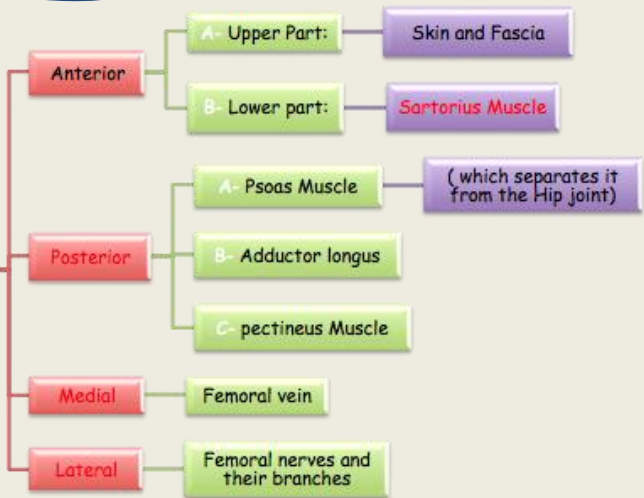 Anterior
A- Upper Part:
Skin and Fascia
B- Lower part:
Sartorius Muscle
Posterior
A- Psoas Muscle
( which separates it
from the Hip joint)
B- Adductor longus
C- pectineus Muscle
Medial
Femoral vein
Lateral
Femoral nerves and
their branches